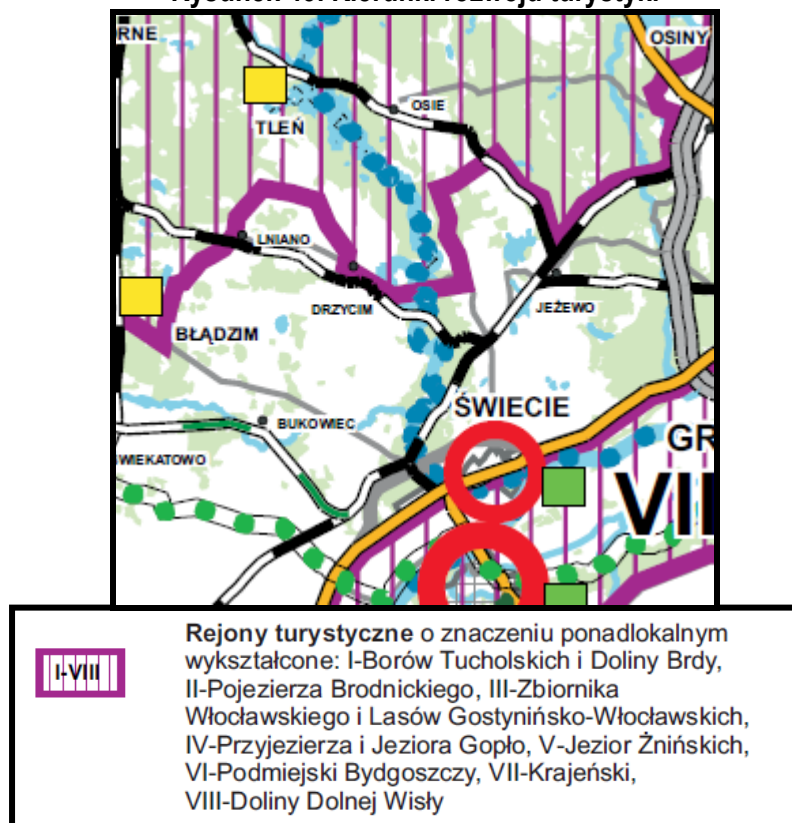 RNE
OSINY
OSIE
TLEŃ
LNIANO
DRZYCIM
JEŻEWO
BŁĄDZIM
ŚWIECIE
BUKOWIEC
GR
WIEKATOWO
VII
I-VIII
Rejony turystyczne o znaczeniu ponadlokalnym
wykształcone: I-Borów Tucholskich i Doliny Brdy,
II-Pojezierza Brodnickiego, III-Zbiornika
Włocławskiego i Lasów Gostynińsko-Włocławskich,
IV-Przyjezierza i Jeziora Gopło, V-Jezior Żnińskich,
VI-Podmiejski Bydgoszczy, VII-Krajeński,
VIII-Doliny Dolnej Wisły